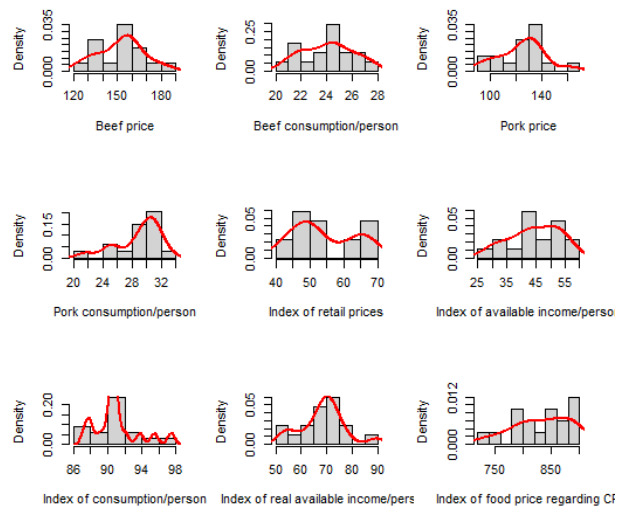 Density 0.000 0.035
120 150 180
Beef price
Density 0.00 0.25
20 22 24 26 28
Beef consumption/person
Density 0.000 0.035
100 140
Pork price
Density 0.00 0.15
20 24 28 32
Pork consumption/person
Density 0.00 0.05
40 50 60 70
Index of retail prices
Density 0.00 0.05
25 35 45 55
Index of available income/perso
Density 0.00 0.20
86 90 94 98
Index of consumption/person
Density 0.00 0.05
50 60 70 80 90
Index of real available income/pers
Density 0.000 0.012
750 850
Index of food price regarding CP